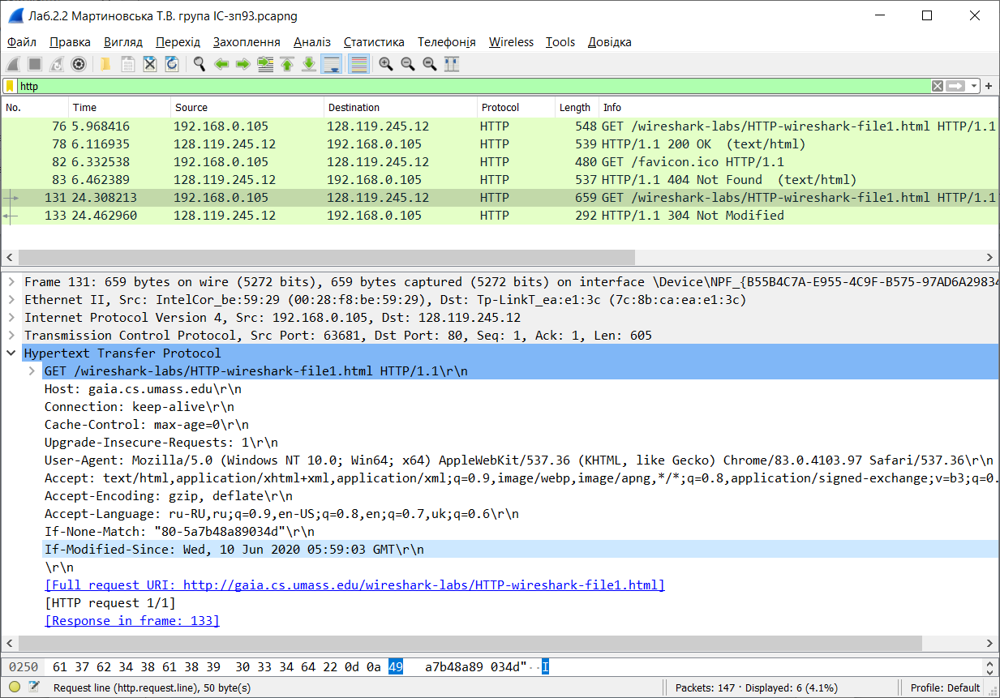 Лаб.2.2 Мартиновська Т.В. група ІС-зп93.pcapng
Файл Правка Вигляд Перехід Захоплення Аналіз Статистика Телефонія Wireless Tools Довідка
http
No. Time Source Destination Protocol Length Info
76 5.968416 192.168.0.105 128.119.245.12 HTTP 548 GET /wireshark-labs/HTTP-wireshark-file1.html HTTP/1.1
78 6.116935 128.119.245.12 192.168.0.105 HTTP 539 HTTP/1.1 200 OK (text/html)
82 6.332538 192.168.0.105 128.119.245.12 HTTP 480 GET /favicon.ico HTTP/1.1
83 6.462389 128.119.245.12 192.168.0.105 HTTP 537 HTTP/1.1 404 Not Found (text/html)
131 24.308213 192.168.0.105 128.119.245.12 HTTP 659 GET /wireshark-labs/HTTP-wireshark-file1.html HTTP/1.1
133 24.462960 128.119.245.12 192.168.0.105 HTTP 292 HTTP/1.1 304 Not Modified
Frame 131: 659 bytes on wire (5272 bits), 659 bytes captured (5272 bits) on interface \Device\NPF_{B55B4C7A-E955-4C9F-B575-97AD6A29834
Ethernet II, Src: IntelCor_be:59:29 (00:28:f8:be:59:29), Dst: Tp-LinkT_ea:e1:3c (7c:8b:ca:ea:e1:3c)
Internet Protocol Version 4, Src: 192.168.0.105, Dst: 128.119.245.12
Transmission Control Protocol, Src Port: 63681, Dst Port: 80, Seq: 1, Ack: 1, Len: 605
Hypertext Transfer Protocol
GET /wireshark-labs/HTTP-wireshark-file1.html HTTP/1.1\r\n
Host: gaia.cs.umass.edu\r\n
Connection: keep-alive\r\n
Cache-Control: max-age=0\r\n
Upgrade-Insecure-Requests: 1\r\n
User-Agent: Mozilla/5.0 (Windows NT 10.0; Win64; x64) AppleWebKit/537.36 (KHTML, like Gecko) Chrome/83.0.4103.97 Safari/537.36\r\n
Accept: text/html,application/xhtml+xml,application/xml;q=0.9,image/webp,image/apng,*/*;q=0.8,application/signed-exchange;v=b3;q=0.
Accept-Encoding: gzip, deflate\r\n
Accept-Language: ru-RU,ru;q=0.9,en-US;q=0.8,en;q=0.7,uk;q=0.6\r\n
If-None-Match: "80-5a7b48a89034d"\r\n
If-Modified-Since: Wed, 10 Jun 2020 05:59:03 GMT\r\n
\r\n
[Full request URI: http://gaia.cs.umass.edu/wireshark-labs/HTTP-wireshark-file1.html]
[HTTP request 1/1]
[Response in frame: 133]
0250 61 37 62 34 38 61 38 39 30 33 34 64 22 0d 0a 49 a7b48a89 034d"··I
Request line (http.request.line), 50 byte(s) Packets: 147 · Displayed: 6 (4.1%) Profile: Default